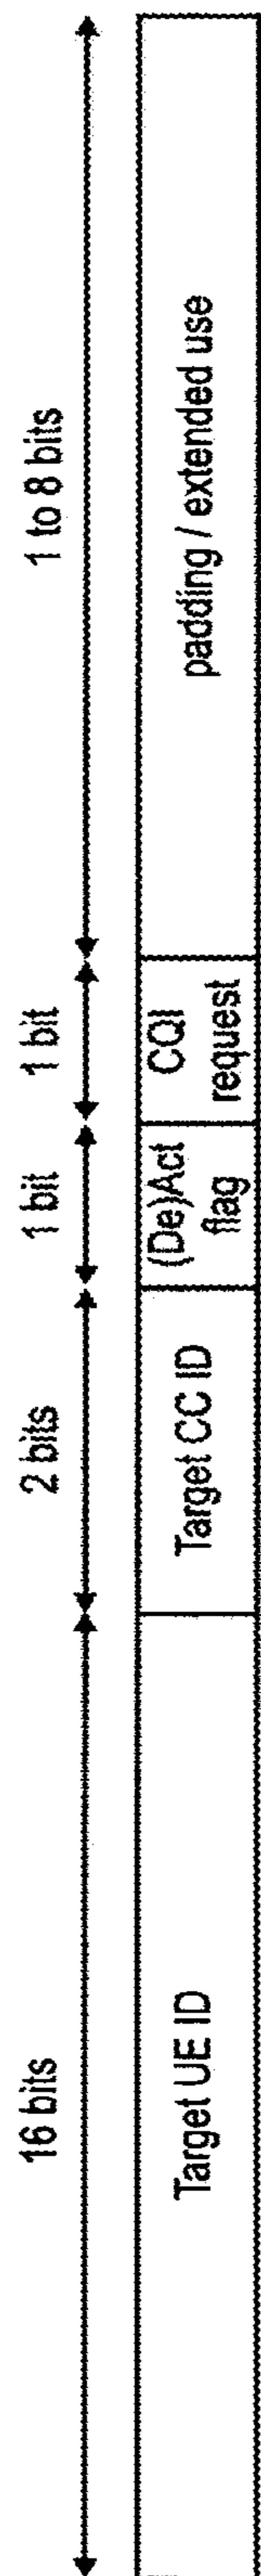 16 bits
2 bits
1 bit
1 bit
1 to 8 bits
Target UE ID
Target CC ID
(De)Act
flag
CQI
request
padding / extended use